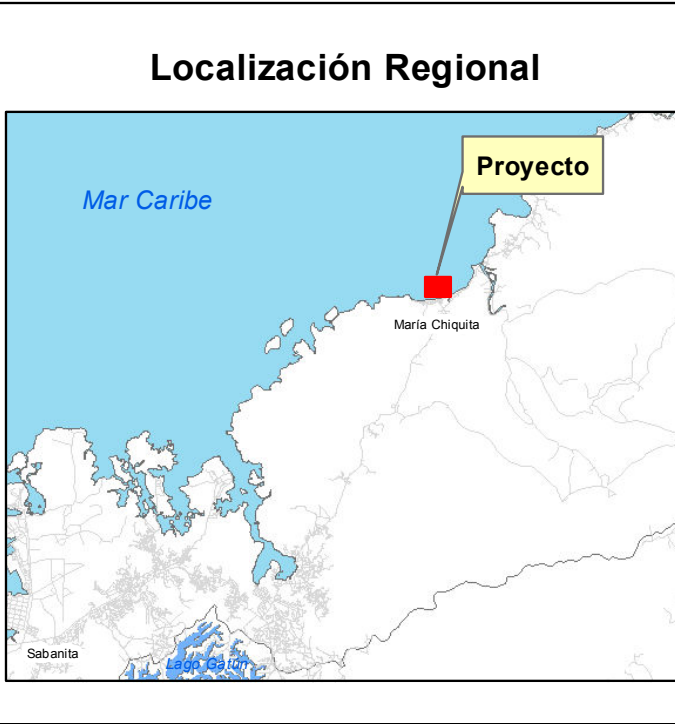 Localización Regional
Proyecto
Mar Caribe
María Chiquita
Sabanita
Lago Gatún